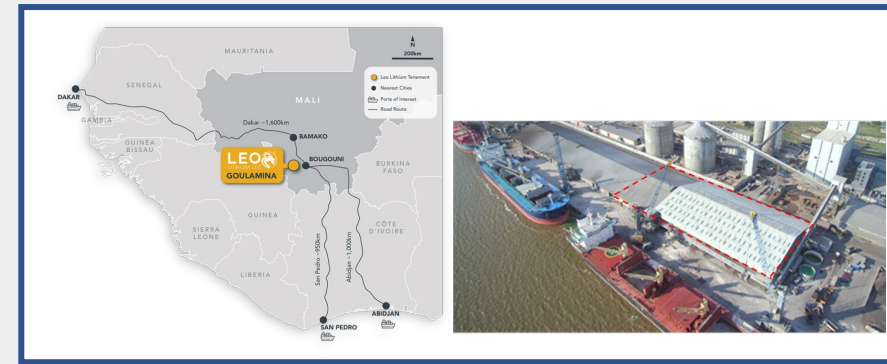 N
200km
Leo Lithium Tenement
Nearest Cities
Ports of Interest
Road Route
MAURITANIA
SENEGAL
DAKAR
MALI
GAMBIA
Dakar ~1,600km
BAMAKO
GUINEA
BISSAU
LEO
LITHIUM LTD
GOULAMINA
BOUGOUNI
BURKINA
FASO
GUINEA
SIERRA
LEONE
CÔTE
D'IVOIRE
San Pedro ~950km
Abidjan ~1,000km
LIBERIA
ABIDJAN
SAN PEDRO